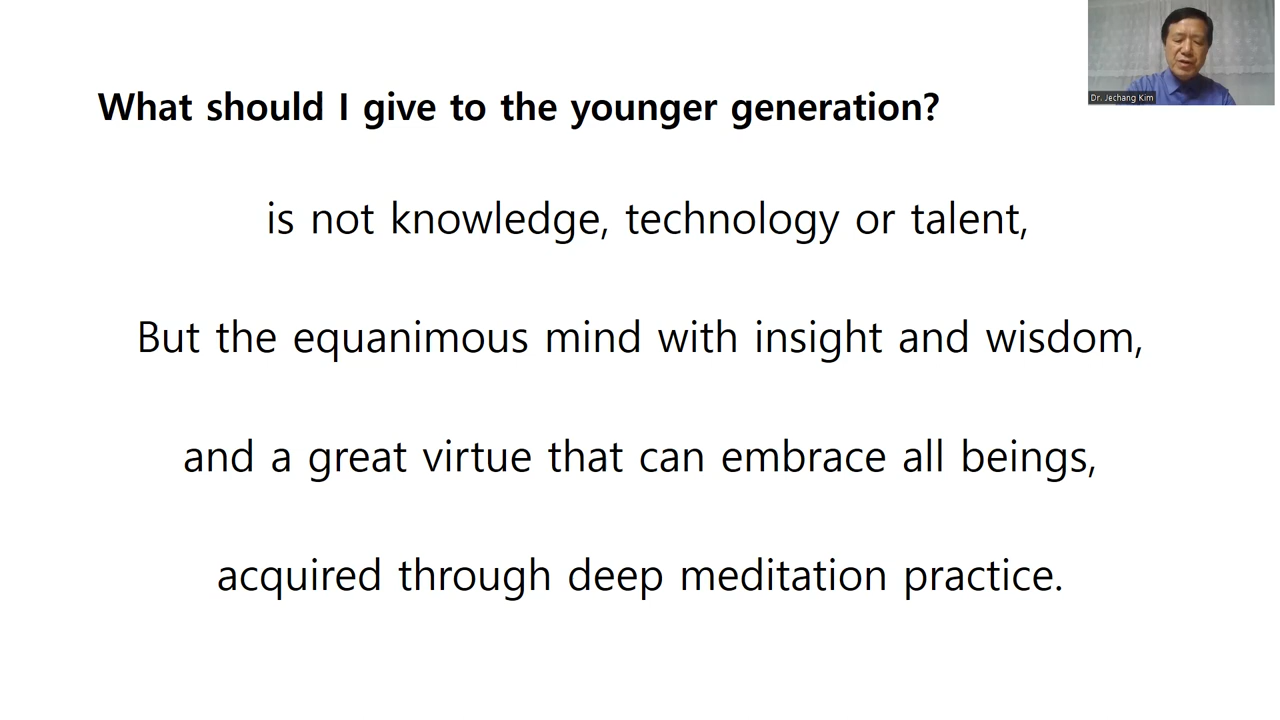 What should I give to the younger generation?
is not knowledge, technology or talent,
But the equanimous mind with insight and wisdom,
and a great virtue that can embrace all beings,
acquired through deep meditation practice.
Dr. Jechang Kim